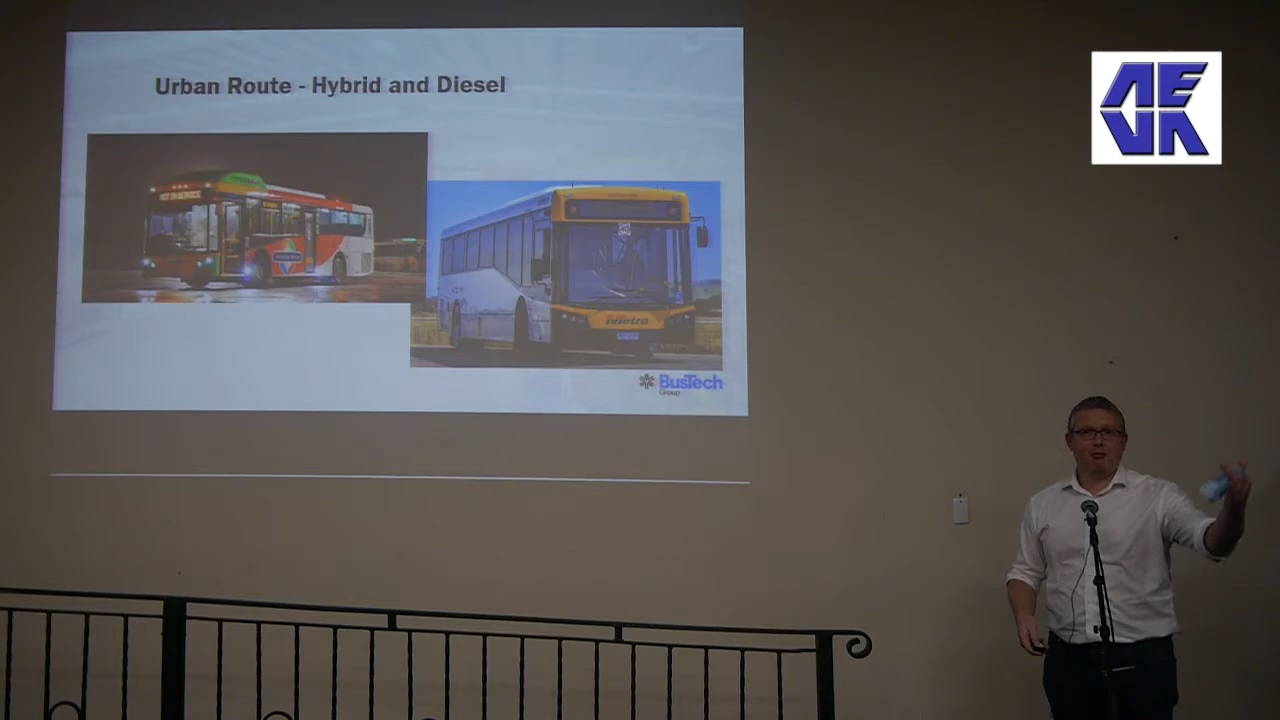 Urban Route - Hybrid and Diesel
NOT IN SERVICE
metro
BusTech
Group
AEVA